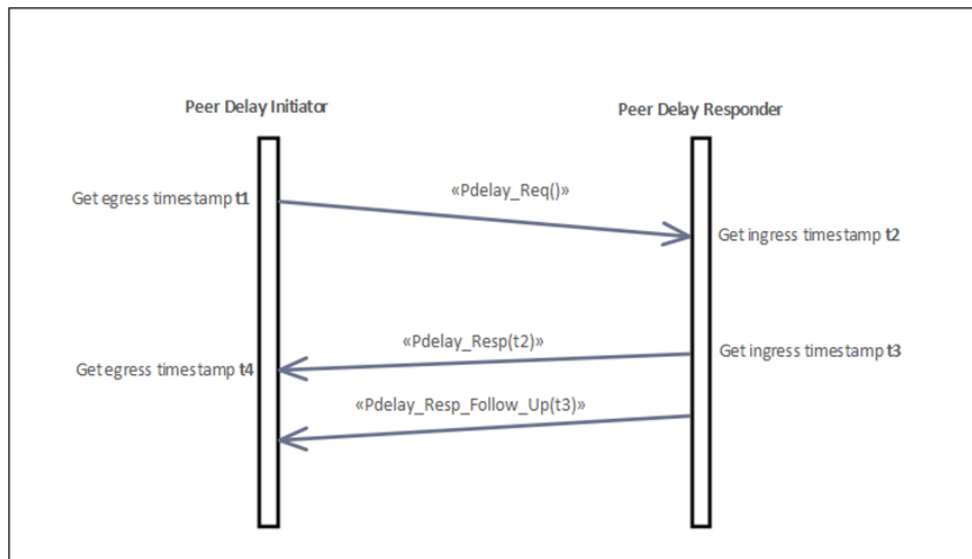 Peer Delay Initiator
Peer Delay Responder
Get egress timestamp t1
«Pdelay_Req()»
Get ingress timestamp t2
«Pdelay_Resp(t2)»
Get ingress timestamp t3
Get egress timestamp t4
«Pdelay_Resp_Follow_Up(t3)»